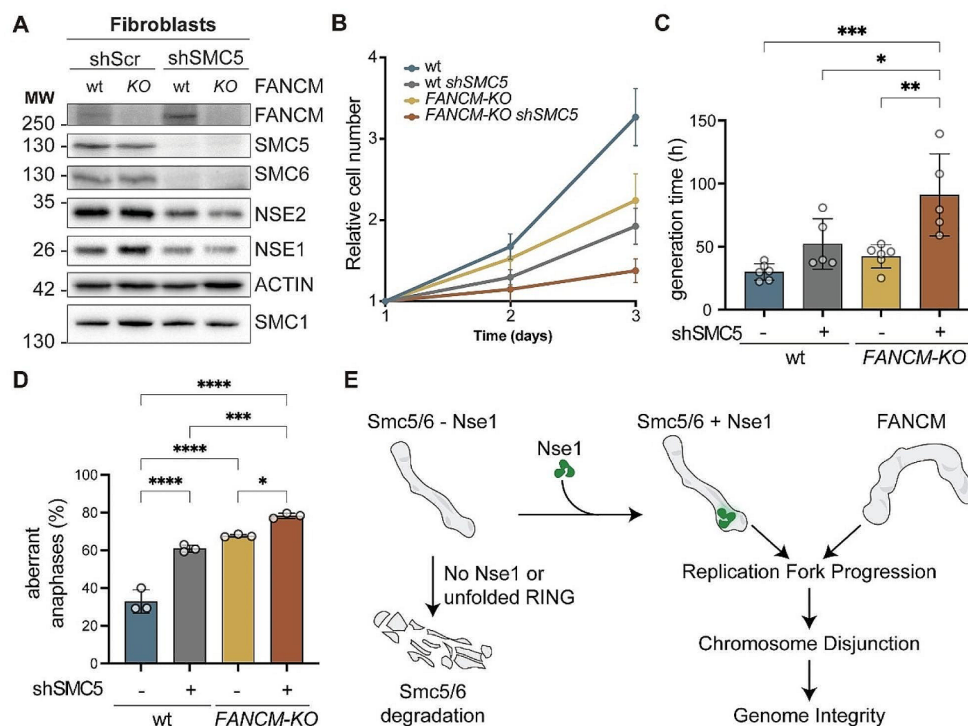 A
Fibroblasts
shScr shSMC5
wt KO wt KO FANCM
MW
250 FANCM
130 SMC5
130 SMC6
35 NSE2
26 NSE1
42 ACTIN
130 SMC1
B
Relative cell number
4
3
2
1
wt
wt shSMC5
FANCM-KO
FANCM-KO shSMC5
1 2 3
Time (days)
C
generation time (h)
***
*
**
150
100
50
0
shSMC5 - + - +
wt FANCM-KO
D
aberrant
anaphases (%)
****
***
****
**** *
100
80
60
40
20
0
shSMC5 - + - +
wt FANCM-KO
E
Smc5/6 - Nse1
Nse1
Smc5/6 + Nse1
FANCM
No Nse1 or
unfolded RING
Smc5/6
degradation
Replication Fork Progression
Chromosome Disjunction
Genome Integrity